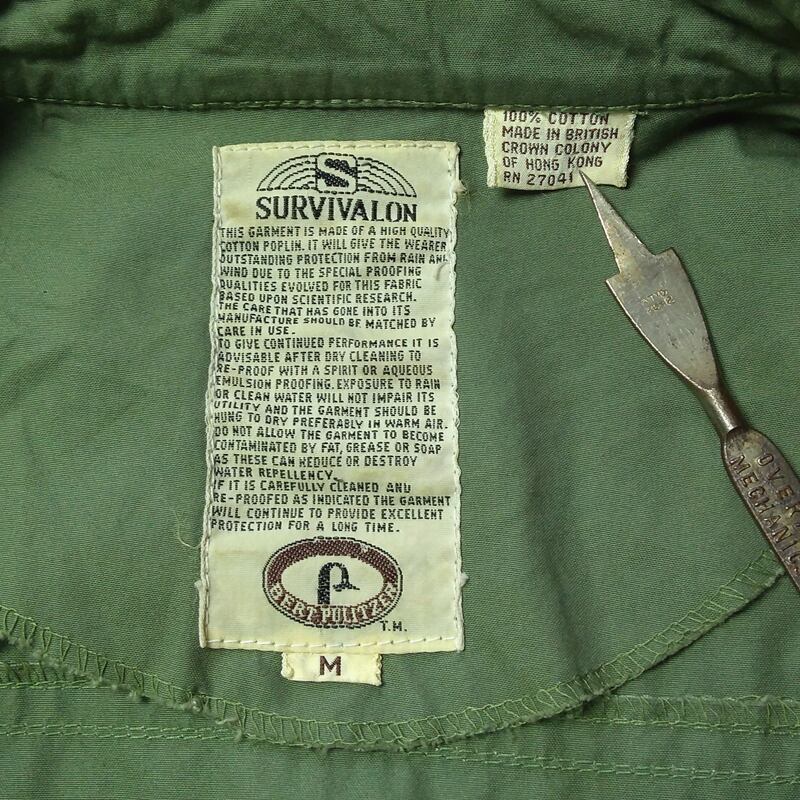 S
SURVIVALON
THIS GARMENT IS MADE OF A HIGH QUALITY
COTTON POPLIN. IT WILL GIVE THE WEARER
OUTSTANDING PROTECTION FROM RAIN AND
WIND DUE TO THE SPECIAL PROOFING
QUALITIES EVOLVED FOR THIS FABRIC
BASED UPON SCIENTIFIC RESEARCH.
THE CARE THAT HAS GONE INTO ITS
MANUFACTURE SHOULD BE MATCHED BY
CARE IN USE.
TO GIVE CONTINUED PERFORMANCE IT IS
ADVISABLE AFTER DRY CLEANING TO
RE-PROOF WITH A SPIRIT OR AQUEOUS
EMULSION PROOFING. EXPOSURE TO RAIN
OR CLEAN WATER WILL NOT IMPAIR ITS
UTILITY AND THE GARMENT SHOULD BE
HUNG TO DRY PREFERABLY IN WARM AIR.
DO NOT ALLOW THE GARMENT TO BECOME
CONTAMINATED BY FAT, GREASE OR SOAP
AS THESE CAN REDUCE OR DESTROY
WATER REPELLENCY.
IF IT IS CAREFULLY CLEANED AND
RE-PROOFED AS INDICATED THE GARMENT
WILL CONTINUE TO PROVIDE EXCELLENT
PROTECTION FOR A LONG TIME.
BERT PULITZER
T.M.
M
100% COTTON
MADE IN BRITISH
CROWN COLONY
OF HONG KONG
RN 27041
OVER
MECHANI